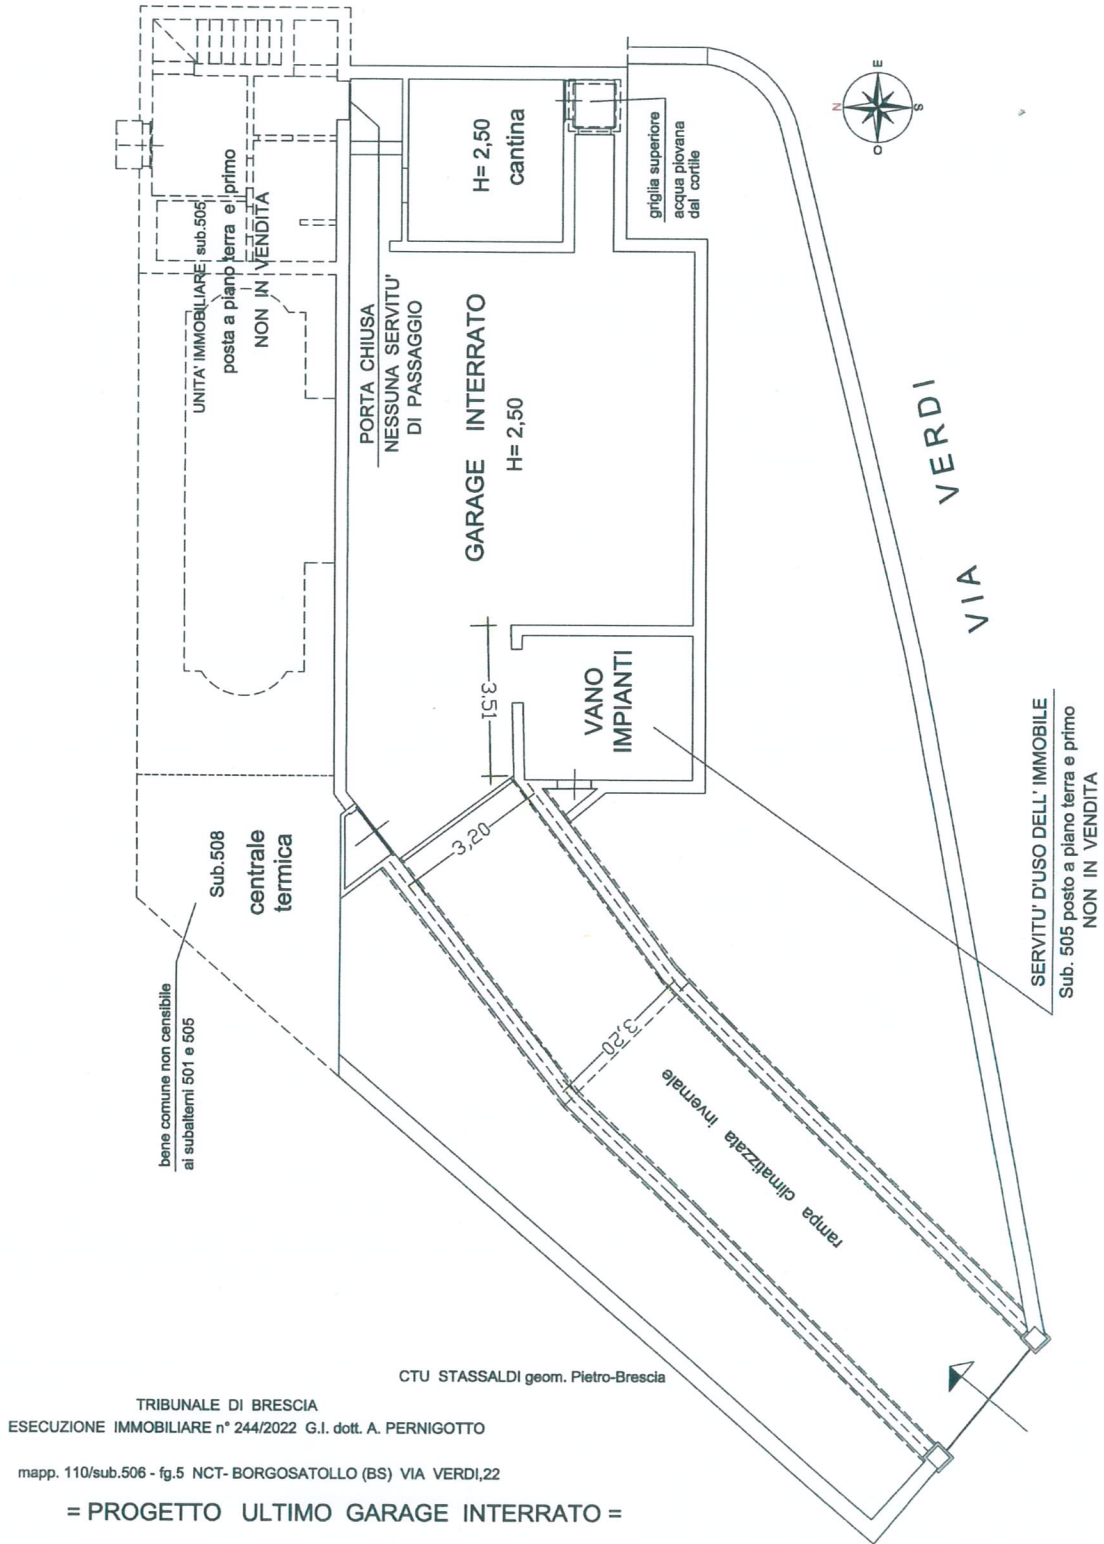 E
N
S
O
H= 2,50
cantina
griglia superiore
acqua piovana
dal cortile
UNITA' IMMOBILIARE sub.505
posta a piano terra e primo
NON IN VENDITA
PORTA CHIUSA
NESSUNA SERVITU'
DI PASSAGGIO
GARAGE INTERRATO
H= 2,50
VIA VERDI
3,51
VANO
IMPIANTI
3,20
Sub.508
centrale
termica
bene comune non censibile
ai subalterni 501 e 505
SERVITU' D'USO DELL' IMMOBILE
Sub. 505 posto a piano terra e primo
NON IN VENDITA
3,20
rampa climatizzata invernale
CTU STASSALDI geom. Pietro-Brescia
TRIBUNALE DI BRESCIA
ESECUZIONE IMMOBILIARE n° 244/2022 G.I. dott. A. PERNIGOTTO
mapp. 110/sub.506 - fg.5 NCT- BORGOSATOLLO (BS) VIA VERDI,22
= PROGETTO ULTIMO GARAGE INTERRATO =